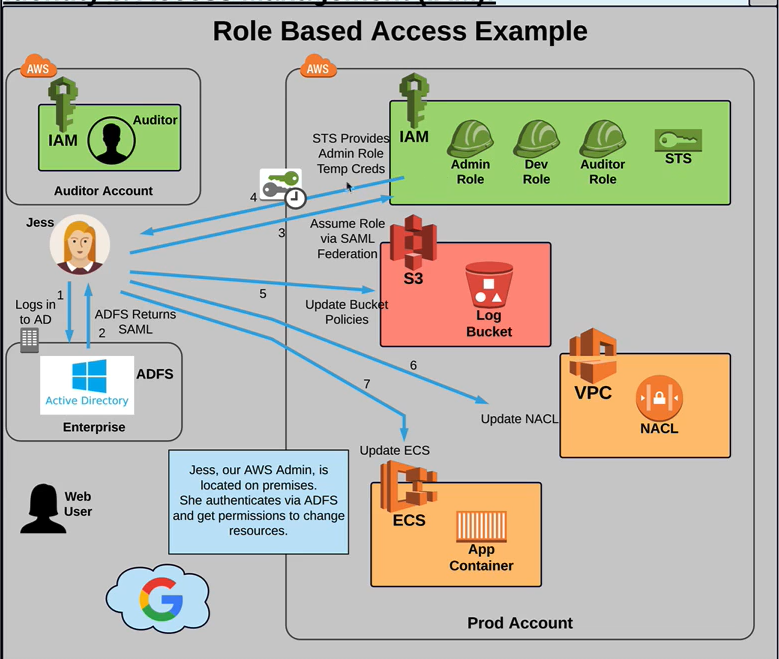 Role Based Access Example
AWS
IAM
Auditor
Auditor Account
AWS
IAM
Admin
Role
Dev
Role
Auditor
Role
STS
STS Provides
Admin Role
Temp Creds
4
3
Assume Role
via SAML
Federation
Jess
1
Logs in
to AD
2
ADFS Returns
SAML
ADFS
Active Directory
Enterprise
5
Update Bucket
Policies
S3
Log
Bucket
6
Update NACL
VPC
NACL
7
Update ECS
ECS
App
Container
Jess, our AWS Admin, is
located on premises.
She authenticates via ADFS
and get permissions to change
resources.
Web
User
G
Prod Account